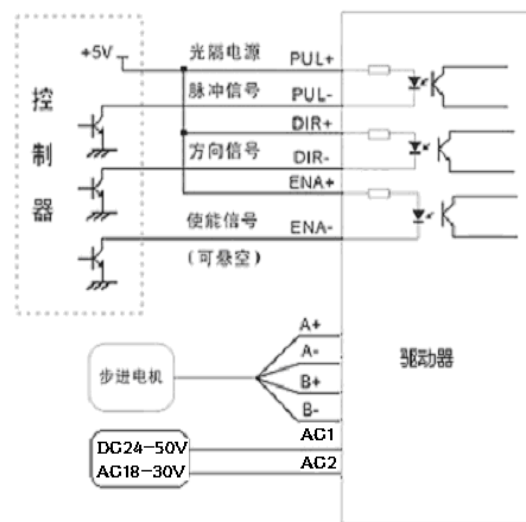 +5V
光隔电源
PUL+
脉冲信号
PUL-
DIR+
方向信号
DIR-
ENA+
使能信号
ENA-
(可悬空)
控制器
A+
A-
B+
B-
步进电机
驱动器
AC1
AC2
DC24-50V
AC18-30V